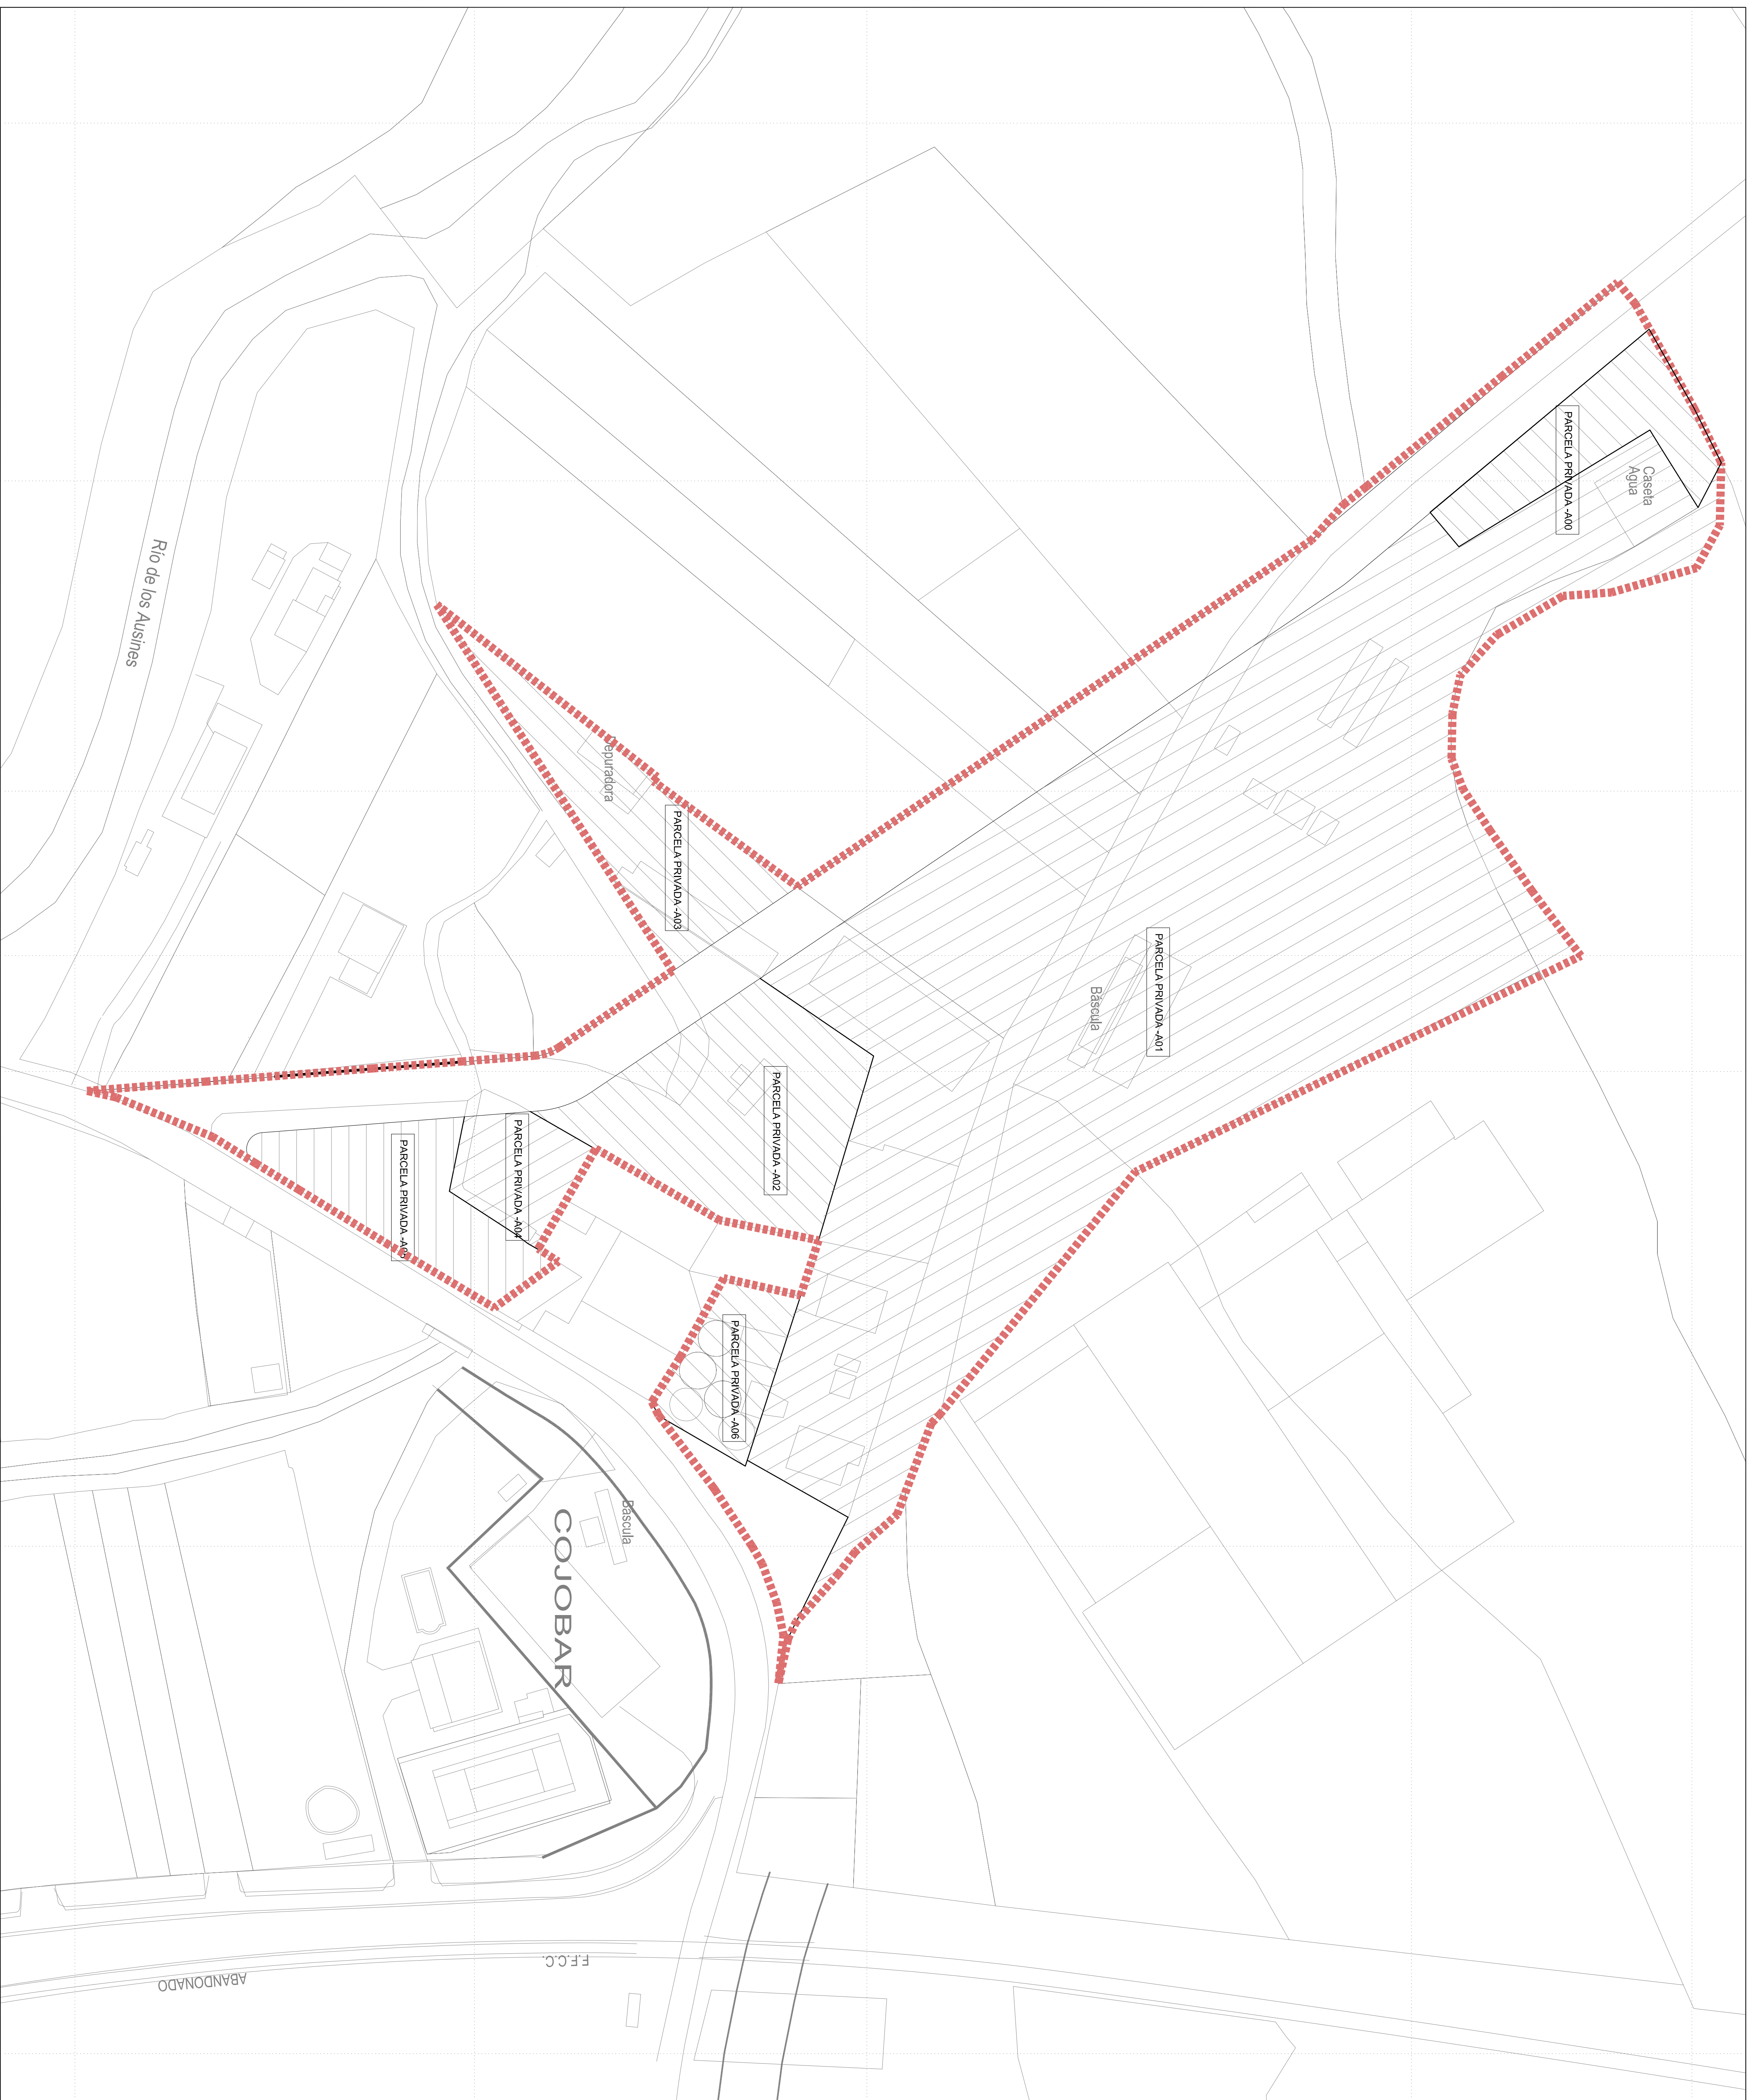 PARCELA PRIVADA -A00
Caseta
Agua
Río de los Ausines
Depuradora
PARCELA PRIVADA -A03
PARCELA PRIVADA -A01
Báscula
PARCELA PRIVADA -A02
PARCELA PRIVADA -A04
PARCELA PRIVADA -A05
PARCELA PRIVADA -A06
Báscula
COJOBAR
F.F.C.C.
ABANDONADO